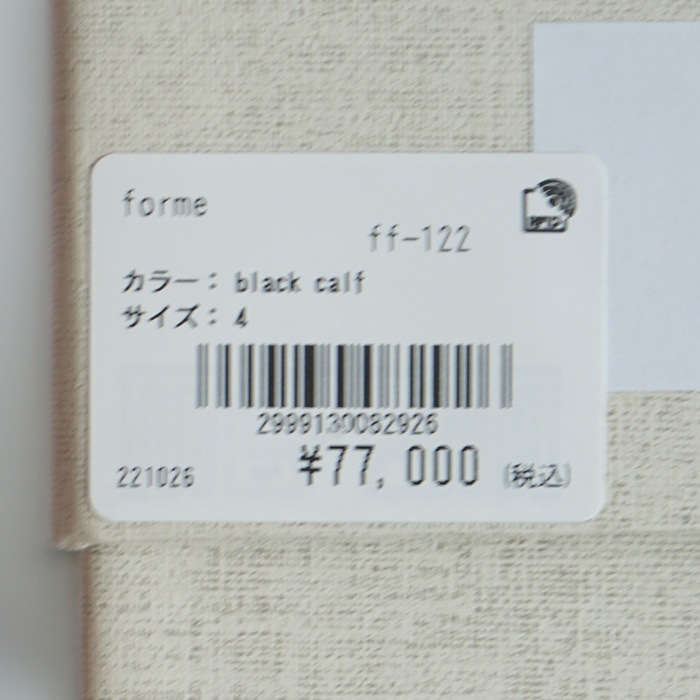 forme
ff-122
カラー： black calf
サイズ： 4
2999130082926
221026 ¥77,000 (税込)